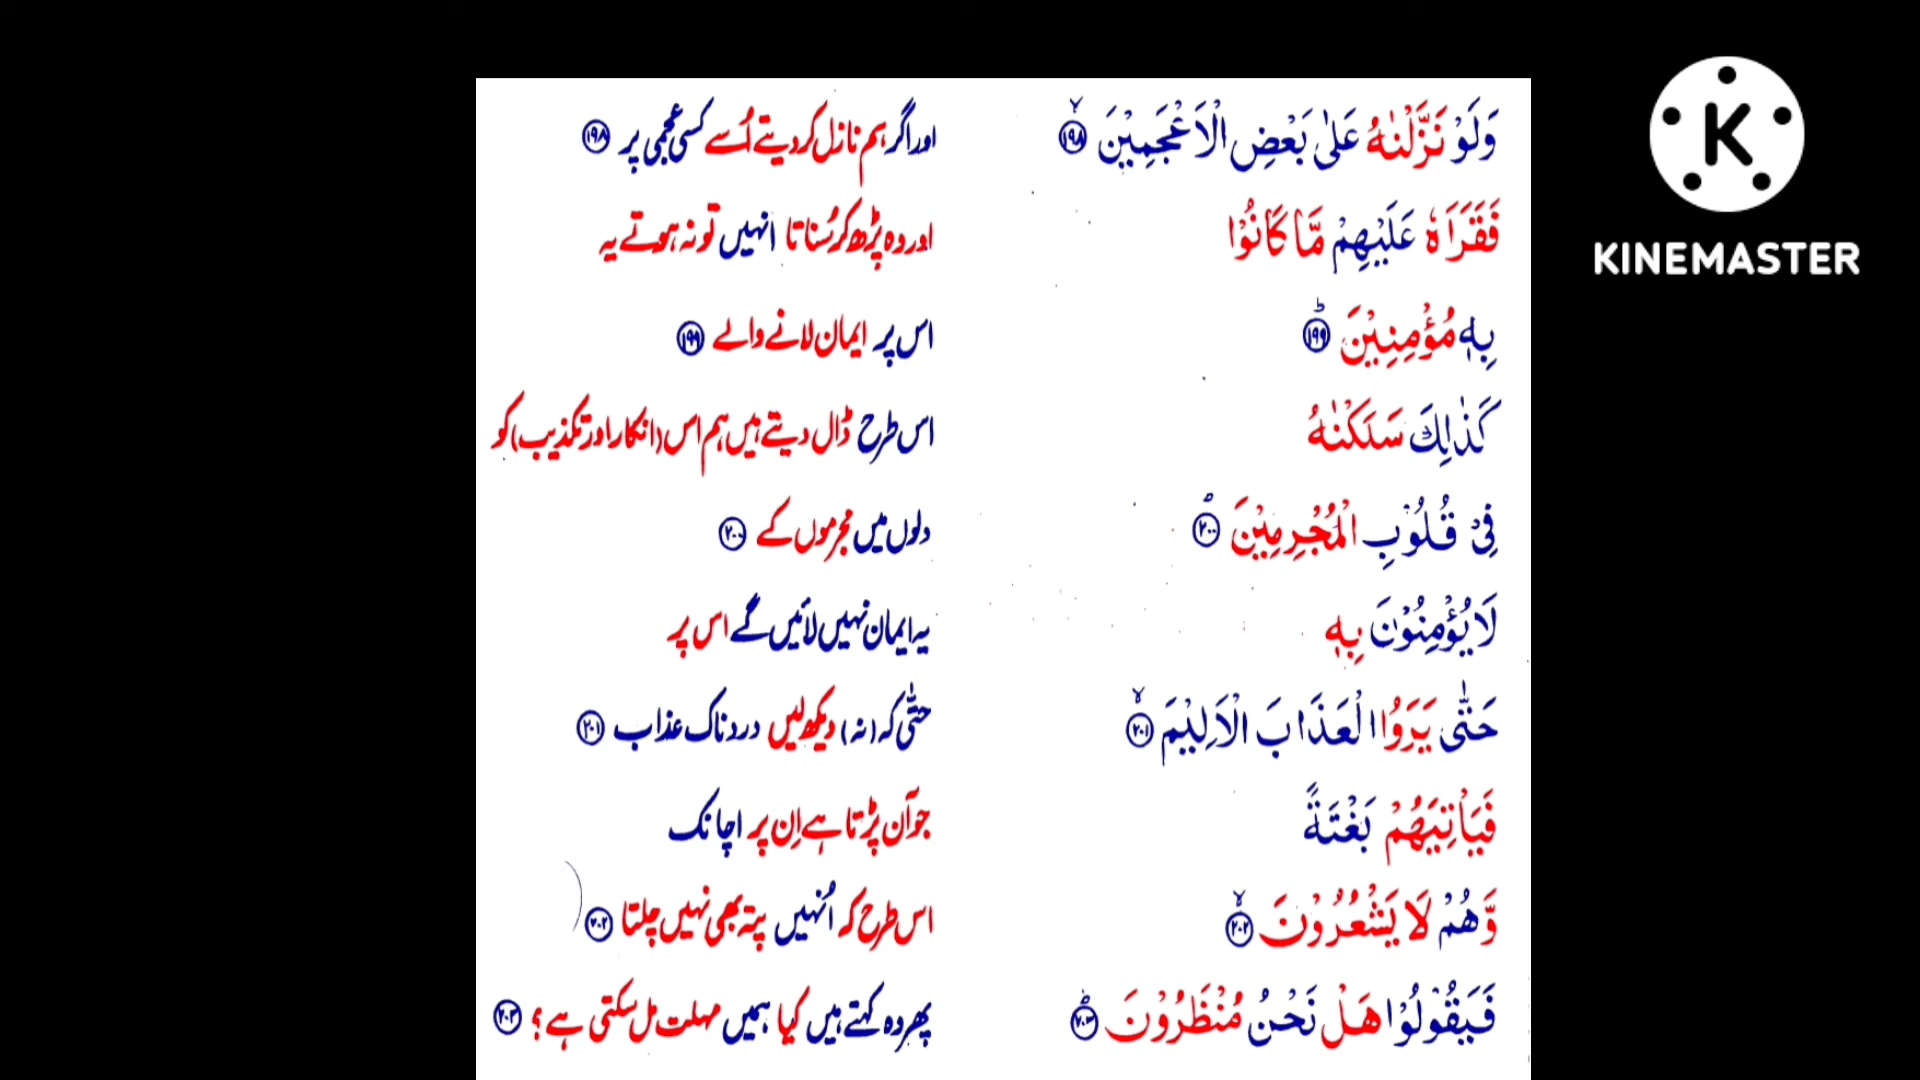 وَلَوْ نَزَّلْنٰهُ عَلٰى بَعْضِ الْاَعْجَمِيْنَ ۙ﴿۱۹۸﴾ اور اگر ہم نازل کر دیتے اُسے کسی عجمی پر ﴿۱۹۸﴾
فَقَرَاَهٗ عَلَيْهِمْ مَّا كَانُوْا اور وہ پڑھ کر سُناتا انہیں تو نہ ہوتے یہ
بِهٖ مُؤْمِنِيْنَ ؕ﴿۱۹۹﴾ اس پر ایمان لانے والے ﴿۱۹۹﴾
كَذٰلِكَ سَلَكْنٰهُ اس طرح ڈال دیتے ہیں ہم اس (انکار اور تکذیب) کو
فِيْ قُلُوْبِ الْمُجْرِمِيْنَ ؕ﴿۲۰۰﴾ دلوں میں مجرموں کے ﴿۲۰۰﴾
لَا يُؤْمِنُوْنَ بِهٖ یہ ایمان نہیں لائیں گے اس پر
حَتّٰى يَرَوُا الْعَذَابَ الْاَلِيْمَ ۙ﴿۲۰۱﴾ حتّٰی کہ (نہ) دیکھ لیں دردناک عذاب ﴿۲۰۱﴾
فَيَاْتِيَهُمْ بَغْتَةً جو آن پڑتا ہے اِن پر اچانک
وَّهُمْ لَا يَشْعُرُوْنَ ۙ﴿۲۰۲﴾ اس طرح کہ اُنہیں پتہ بھی نہیں چلتا ﴿۲۰۲﴾
فَيَقُوْلُوْا هَلْ نَحْنُ مُنْظَرُوْنَ ؕ﴿۲۰۳﴾ پھر وہ کہتے ہیں کیا ہمیں مہلت مل سکتی ہے؟ ﴿۲۰۳﴾
K
KINEMASTER